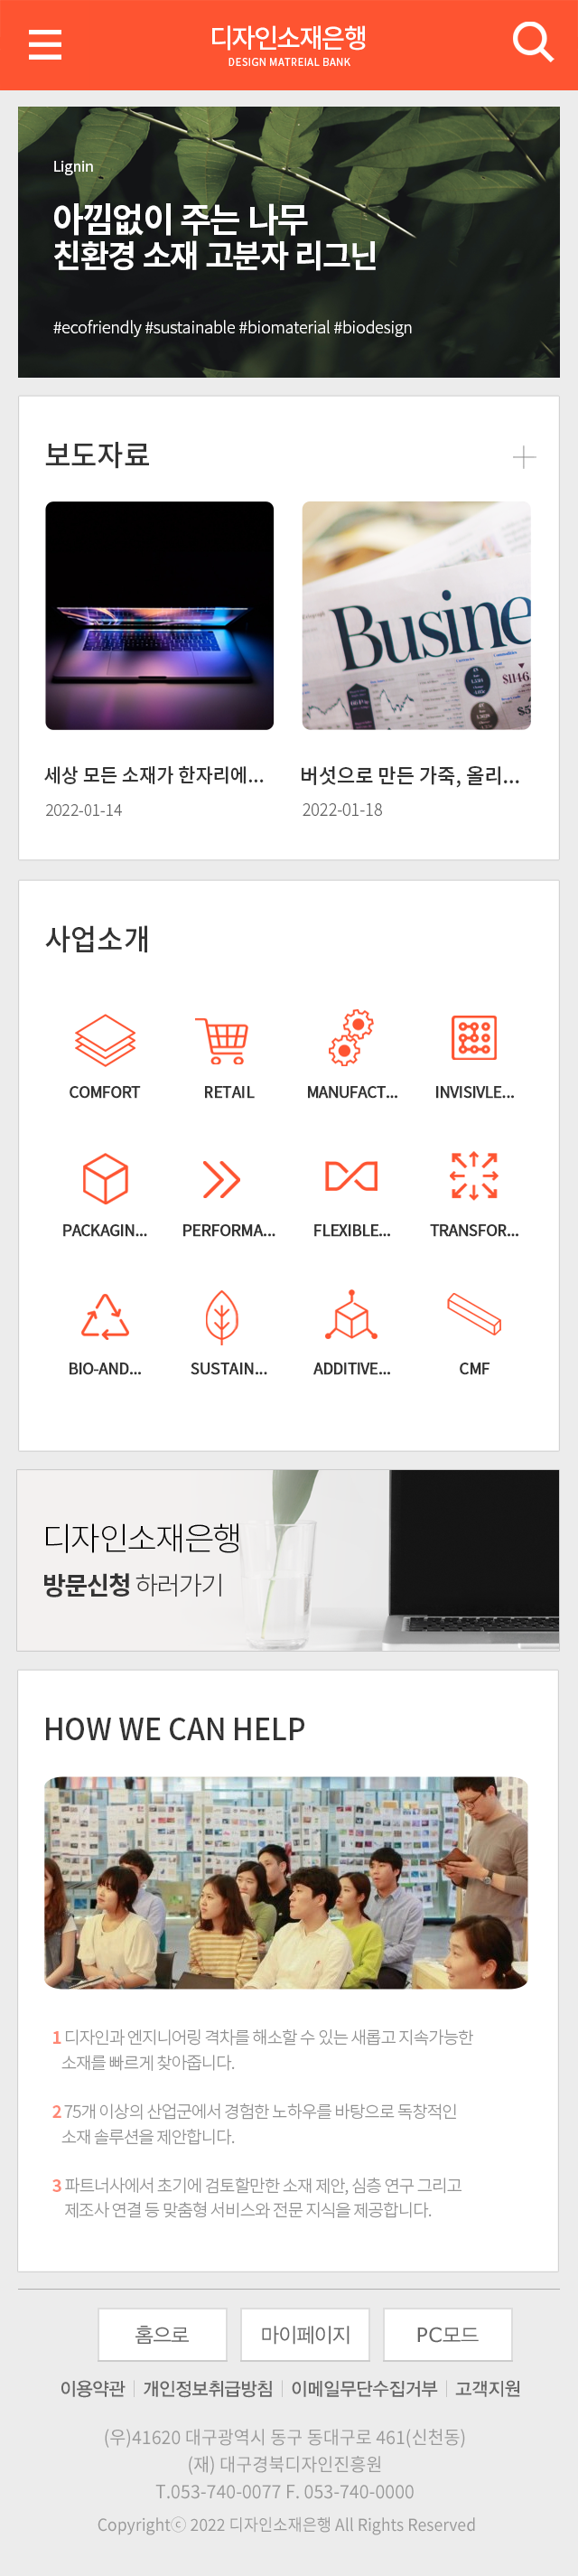 디자인소재은행
DESIGN MATREIAL BANK
Lignin
아낌없이 주는 나무
친환경 소재 고분자 리그닌
#ecofriendly #sustainable #biomaterial #biodesign
보도자료
Busine
세상 모든 소재가 한자리에...
버섯으로 만든 가죽, 올리...
2022-01-14
2022-01-18
사업소개
COMFORT
RETAIL
MANUFACT...
INVISIVLE...
PACKAGIN...
PERFORMA...
FLEXIBLE...
TRANSFOR...
BIO-AND...
SUSTAIN...
ADDITIVE...
CMF
디자인소재은행
방문신청 하러가기
HOW WE CAN HELP
1 디자인과 엔지니어링 격차를 해소할 수 있는 새롭고 지속가능한
소재를 빠르게 찾아줍니다.
2 75개 이상의 산업군에서 경험한 노하우를 바탕으로 독창적인
소재 솔루션을 제안합니다.
3 파트너사에서 초기에 검토할만한 소재 제안, 심층 연구 그리고
제조사 연결 등 맞춤형 서비스와 전문 지식을 제공합니다.
홈으로
마이페이지
PC모드
이용약관 | 개인정보취급방침 | 이메일무단수집거부 | 고객지원
(우)41620 대구광역시 동구 동대구로 461(신천동)
(재) 대구경북디자인진흥원
T.053-740-0077 F. 053-740-0000
Copyrightⓒ 2022 디자인소재은행 All Rights Reserved